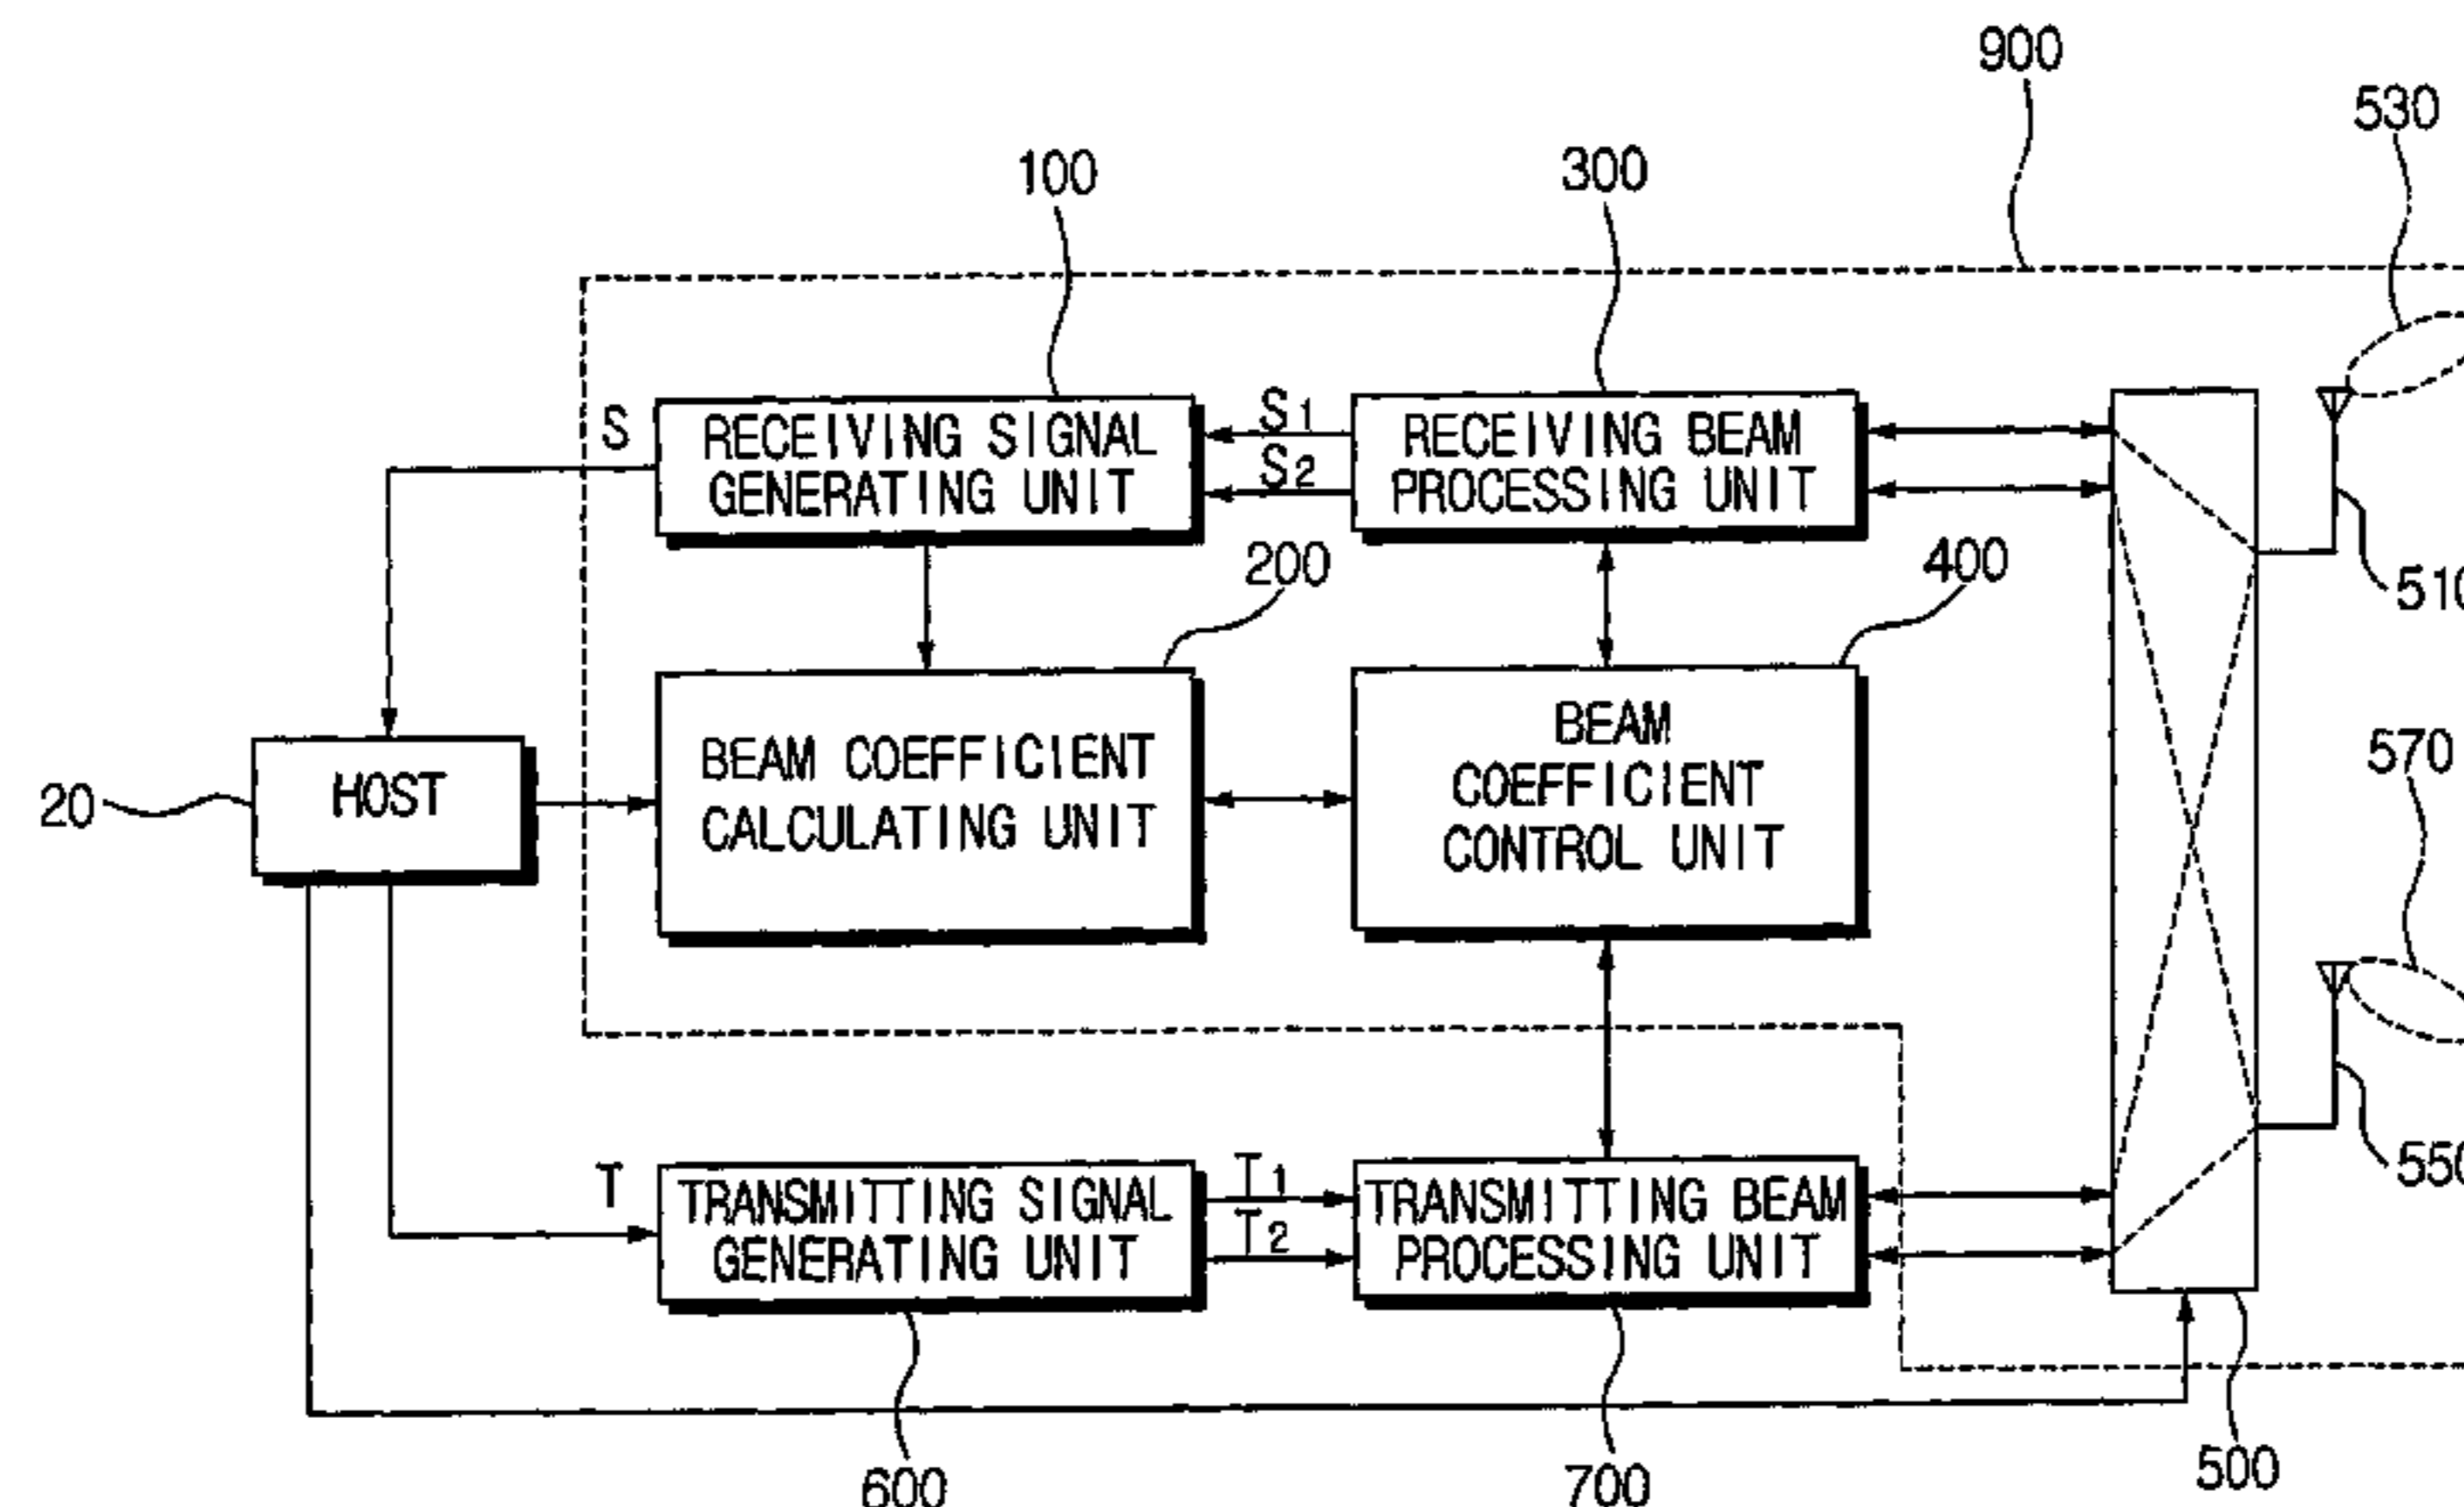 900
530
100
300
S
RECEIVING SIGNAL
GENERATING UNIT
S1
S2
RECEIVING BEAM
PROCESSING UNIT
200
400
510
BEAM COEFFICIENT
CALCULATING UNIT
BEAM
COEFFICIENT
CONTROL UNIT
570
20
HOST
T
TRANSMITTING SIGNAL
GENERATING UNIT
T1
T2
TRANSMITTING BEAM
PROCESSING UNIT
550
600
700
500